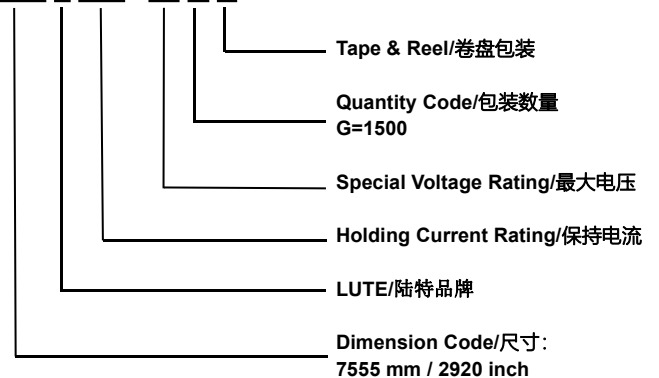 Tape & Reel/卷盘包装
Quantity Code/包装数量
G=1500
Special Voltage Rating/最大电压
Holding Current Rating/保持电流
LUTE/陆特品牌
Dimension Code/尺寸：
7555 mm / 2920 inch